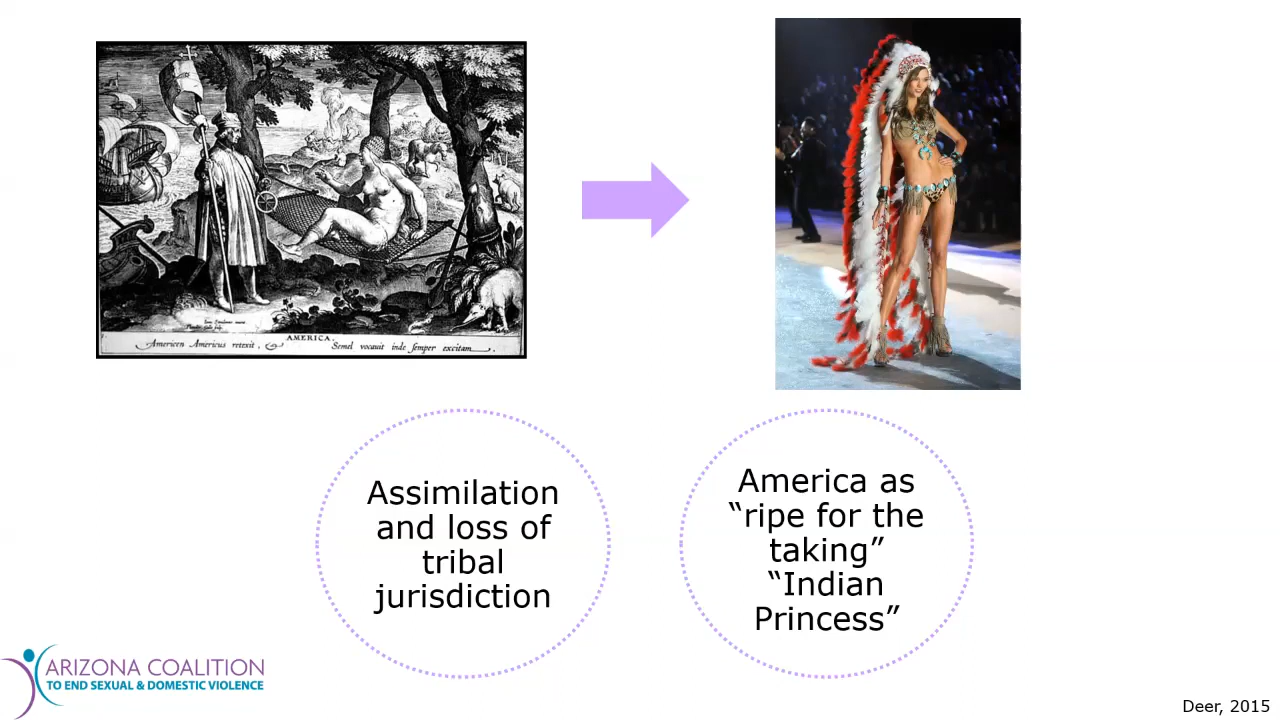 AMERICA.
Americen Americus retexit,
Semel vocauit inde semper excitam
Assimilation
and loss of
tribal
jurisdiction
America as
“ripe for the
taking”
“Indian
Princess”
ARIZONA COALITION
TO END SEXUAL & DOMESTIC VIOLENCE
Deer, 2015